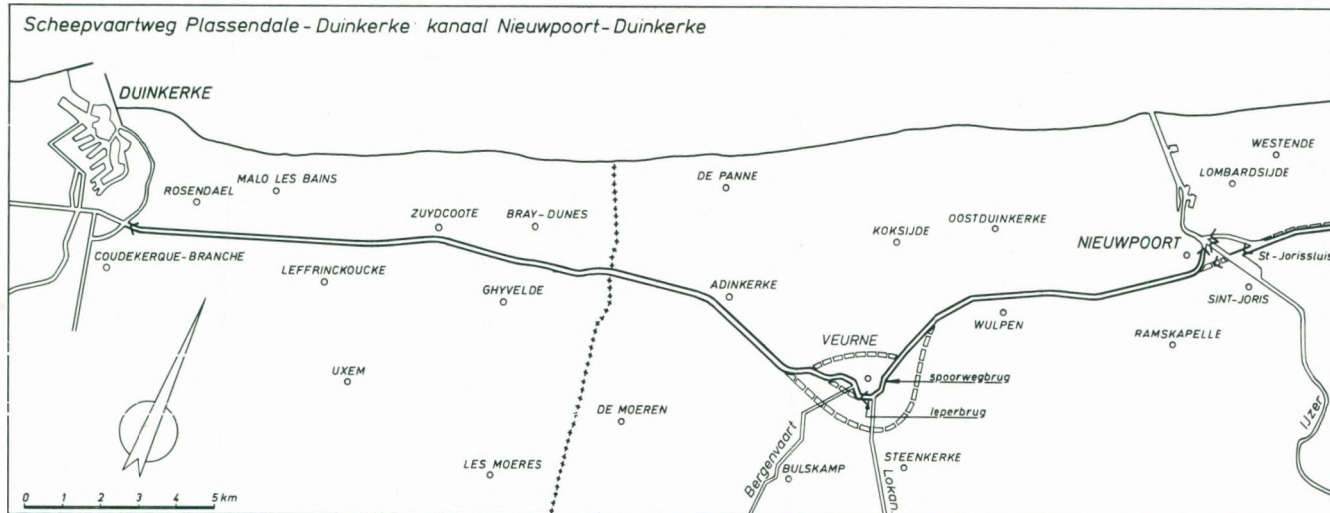 Scheepvaartweg Plassendale - Duinkerke kanaal Nieuwpoort - Duinkerke
DUINKERKE
WESTENDE
LOMBARDSIJDE
MALO LES BAINS
DE PANNE
ROSENDAEL
ZUYDCOOTE
BRAY-DUNES
OOSTDUINKERKE
KOKSIJDE
NIEUWPOORT
St-Jorissluis
COUDEKERQUE-BRANCHE
LEFFRINCKOUCKE
GHYVELDE
ADINKERKE
SINT-JORIS
WULPEN
RAMSKAPELLE
VEURNE
UXEM
spoorwegbrug
DE MOEREN
ieperbrug
IJzer
LES MOERES
Bergenvaart
BULSKAMP
STEENKERKE
Lokan.
0 1 2 3 4 5 km